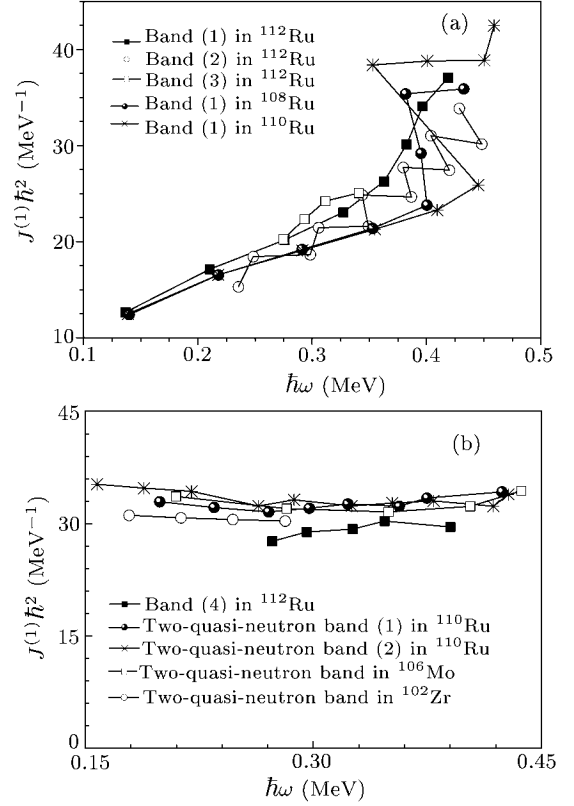 (a)
Band (1) in ¹¹²Ru
Band (2) in ¹¹²Ru
Band (3) in ¹¹²Ru
Band (1) in ¹⁰⁸Ru
Band (1) in ¹¹⁰Ru
J⁽¹⁾ℏ² (MeV⁻¹)
40
30
20
10
0.1 0.2 0.3 0.4 0.5
ℏω (MeV)
(b)
J⁽¹⁾ℏ² (MeV⁻¹)
45
30
15
0
Band (4) in ¹¹²Ru
Two-quasi-neutron band (1) in ¹¹⁰Ru
Two-quasi-neutron band (2) in ¹¹⁰Ru
Two-quasi-neutron band in ¹⁰⁶Mo
Two-quasi-neutron band in ¹⁰²Zr
0.15 0.30 0.45
ℏω (MeV)